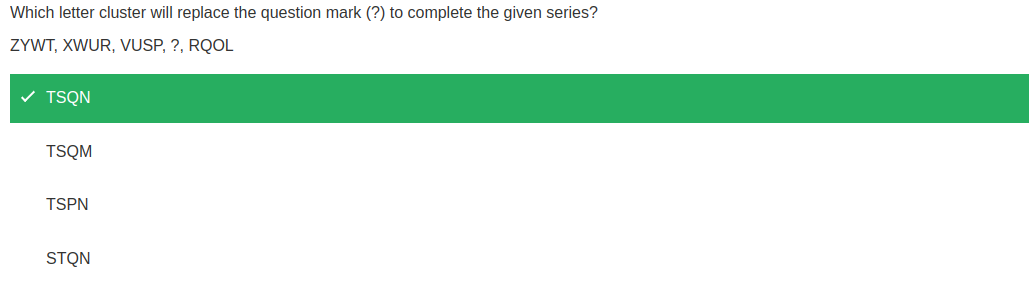 Which letter cluster will replace the question mark (?) to complete the given series?
ZYWT, XWUR, VUSP, ?, RQOL
TSQN
TSQM
TSPN
STQN